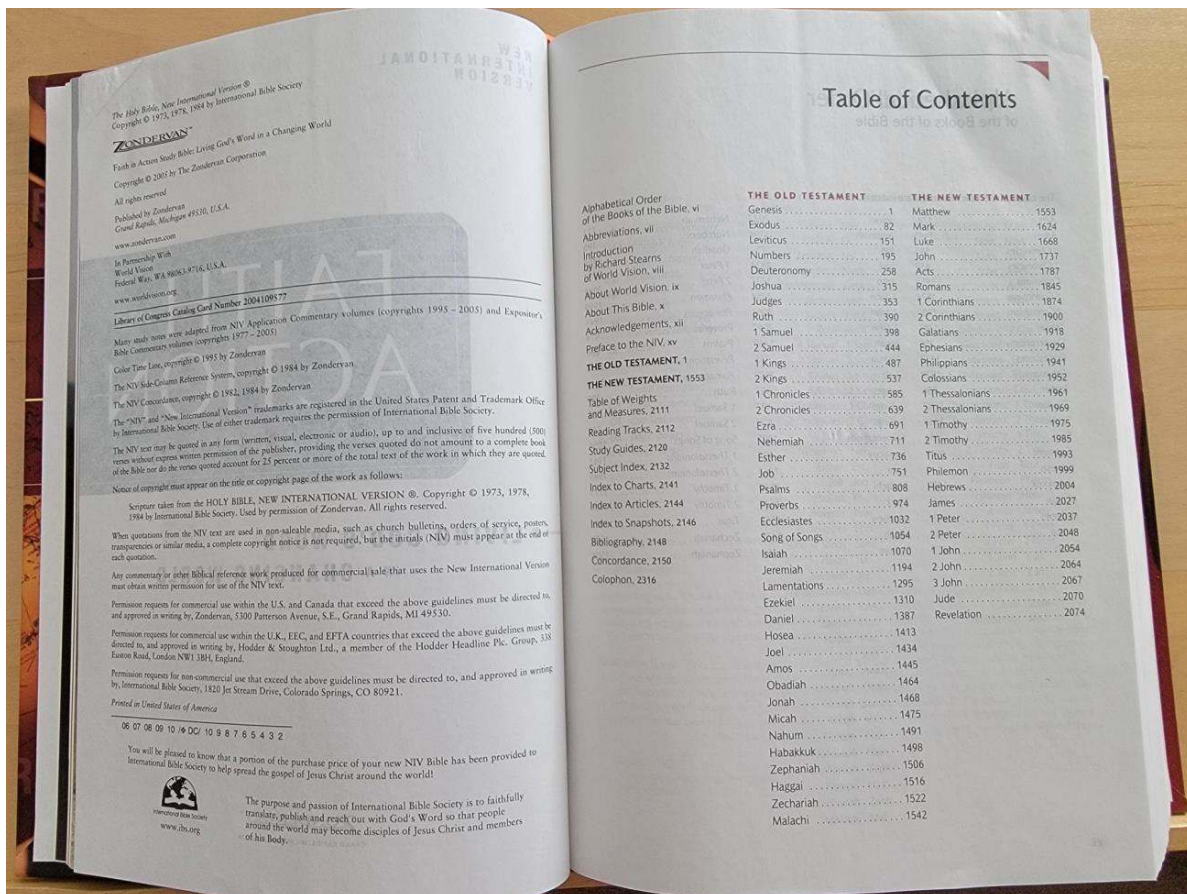 The Holy Bible, New International Version ®
Copyright © 1973, 1978, 1984 by International Bible Society
ZONDERVAN™
Faith in Action Study Bible: Living God's Word in a Changing World
Copyright © 2005 by The Zondervan Corporation
All rights reserved
Published by Zondervan
Grand Rapids, Michigan 49530, U.S.A.
www.zondervan.com
In Partnership With
World Vision
Federal Way, WA 98063-9716, U.S.A.
www.worldvision.org
Library of Congress Catalog Card Number 2004109577
Many study notes were adapted from NIV Application Commentary volumes (copyrights 1995 – 2005) and Expositor's
Bible Commentary volumes (copyrights 1977 – 2005)
Color Time Line, copyright © 1995 by Zondervan
The NIV Side-Column Reference System, copyright © 1984 by Zondervan
The NIV Concordance, copyright © 1982, 1984 by Zondervan
The "NIV" and "New International Version" trademarks are registered in the United States Patent and Trademark Office
by International Bible Society. Use of either trademark requires the permission of International Bible Society.
The NIV text may be quoted in any form (written, visual, electronic or audio), up to and inclusive of five hundred (500)
verses without express written permission of the publisher, providing the verses quoted do not amount to a complete book
of the Bible nor do the verses quoted account for 25 percent or more of the total text of the work in which they are quoted.
Notice of copyright must appear on the title or copyright page of the work as follows:
Scripture taken from the HOLY BIBLE, NEW INTERNATIONAL VERSION ®. Copyright © 1973, 1978,
1984 by International Bible Society. Used by permission of Zondervan. All rights reserved.
When quotations from the NIV text are used in non-saleable media, such as church bulletins, orders of service, posters,
transparencies or similar media, a complete copyright notice is not required, but the initials (NIV) must appear at the end of
each quotation.
Any commentary or other Biblical reference work produced for commercial sale that uses the New International Version
must obtain written permission for use of the NIV text.
Permission requests for commercial use within the U.S. and Canada that exceed the above guidelines must be directed to,
and approved in writing by, Zondervan, 5300 Patterson Avenue, S.E., Grand Rapids, MI 49530.
Permission requests for commercial use within the U.K., EEC, and EFTA countries that exceed the above guidelines must be
directed to, and approved in writing by, Hodder & Stoughton Ltd., a member of the Hodder Headline Plc. Group, 338
Euston Road, London NW1 3BH, England.
Permission requests for non-commercial use that exceed the above guidelines must be directed to, and approved in writing
by, International Bible Society, 1820 Jet Stream Drive, Colorado Springs, CO 80921.
Printed in United States of America
06 07 08 09 10 /❖ DC/ 10 9 8 7 6 5 4 3 2
You will be pleased to know that a portion of the purchase price of your new NIV Bible has been provided to
International Bible Society to help spread the gospel of Jesus Christ around the world!
International Bible Society
www.ibs.org
The purpose and passion of International Bible Society is to faithfully
translate, publish and reach out with God's Word so that people
around the world may become disciples of Jesus Christ and members
of his Body.
Table of Contents
Alphabetical Order
of the Books of the Bible, vi
Abbreviations, vii
Introduction
by Richard Stearns
of World Vision, viii
About World Vision, ix
About This Bible, x
Acknowledgements, xii
Preface to the NIV, xv
THE OLD TESTAMENT, 1
THE NEW TESTAMENT, 1553
Table of Weights
and Measures, 2111
Reading Tracks, 2112
Study Guides, 2120
Subject Index, 2132
Index to Charts, 2141
Index to Articles, 2144
Index to Snapshots, 2146
Bibliography, 2148
Concordance, 2150
Colophon, 2316
THE OLD TESTAMENT
Genesis 1
Exodus 82
Leviticus 151
Numbers 195
Deuteronomy 258
Joshua 315
Judges 353
Ruth 390
1 Samuel 398
2 Samuel 444
1 Kings 487
2 Kings 537
1 Chronicles 585
2 Chronicles 639
Ezra 691
Nehemiah 711
Esther 736
Job 751
Psalms 808
Proverbs 974
Ecclesiastes 1032
Song of Songs 1054
Isaiah 1070
Jeremiah 1194
Lamentations 1295
Ezekiel 1310
Daniel 1387
Hosea 1413
Joel 1434
Amos 1445
Obadiah 1464
Jonah 1468
Micah 1475
Nahum 1491
Habakkuk 1498
Zephaniah 1506
Haggai 1516
Zechariah 1522
Malachi 1542
THE NEW TESTAMENT
Matthew 1553
Mark 1624
Luke 1668
John 1737
Acts 1787
Romans 1845
1 Corinthians 1874
2 Corinthians 1900
Galatians 1918
Ephesians 1929
Philippians 1941
Colossians 1952
1 Thessalonians 1961
2 Thessalonians 1969
1 Timothy 1975
2 Timothy 1985
Titus 1993
Philemon 1999
Hebrews 2004
James 2027
1 Peter 2037
2 Peter 2048
1 John 2054
2 John 2064
3 John 2067
Jude 2070
Revelation 2074